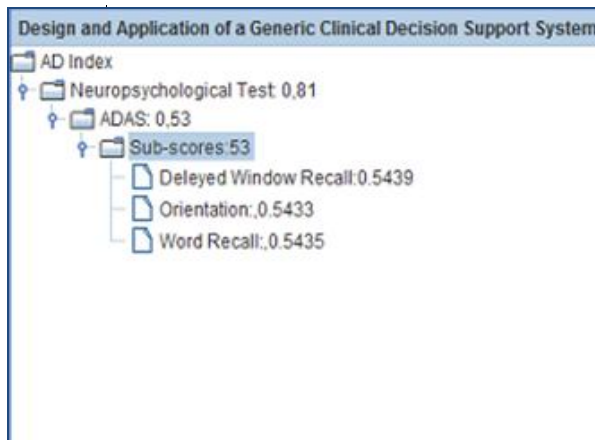 Design and Application of a Generic Clinical Decision Support System
AD Index
Neuropsychological Test: 0,81
ADAS: 0,53
Sub-scores:53
Deleyed Window Recall:0.5439
Orientation:,0.5433
Word Recall:,0.5435